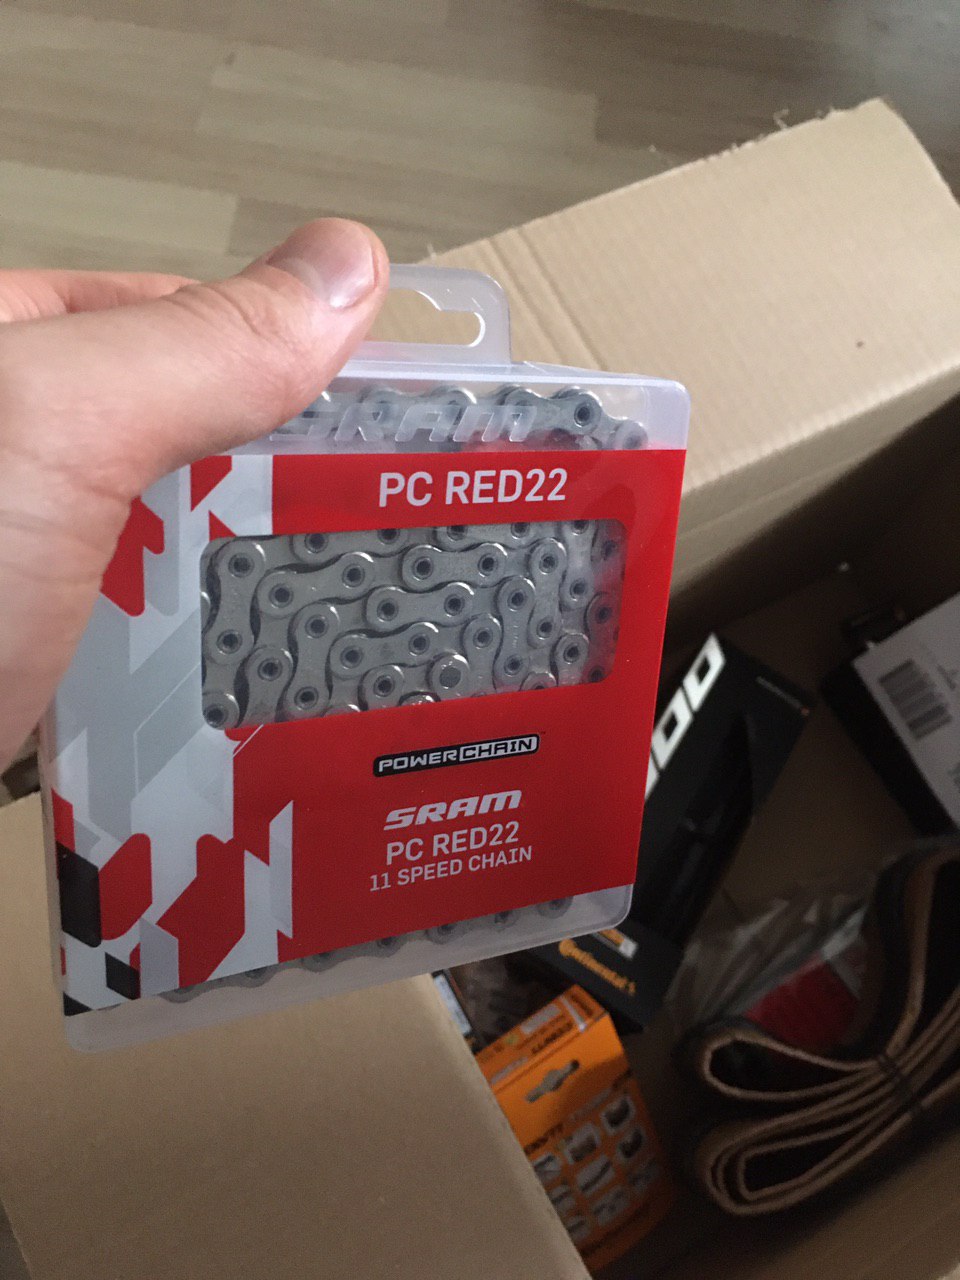 SRAM
PC RED22
POWERCHAIN
SRAM
PC RED22
11 SPEED CHAIN
Continental